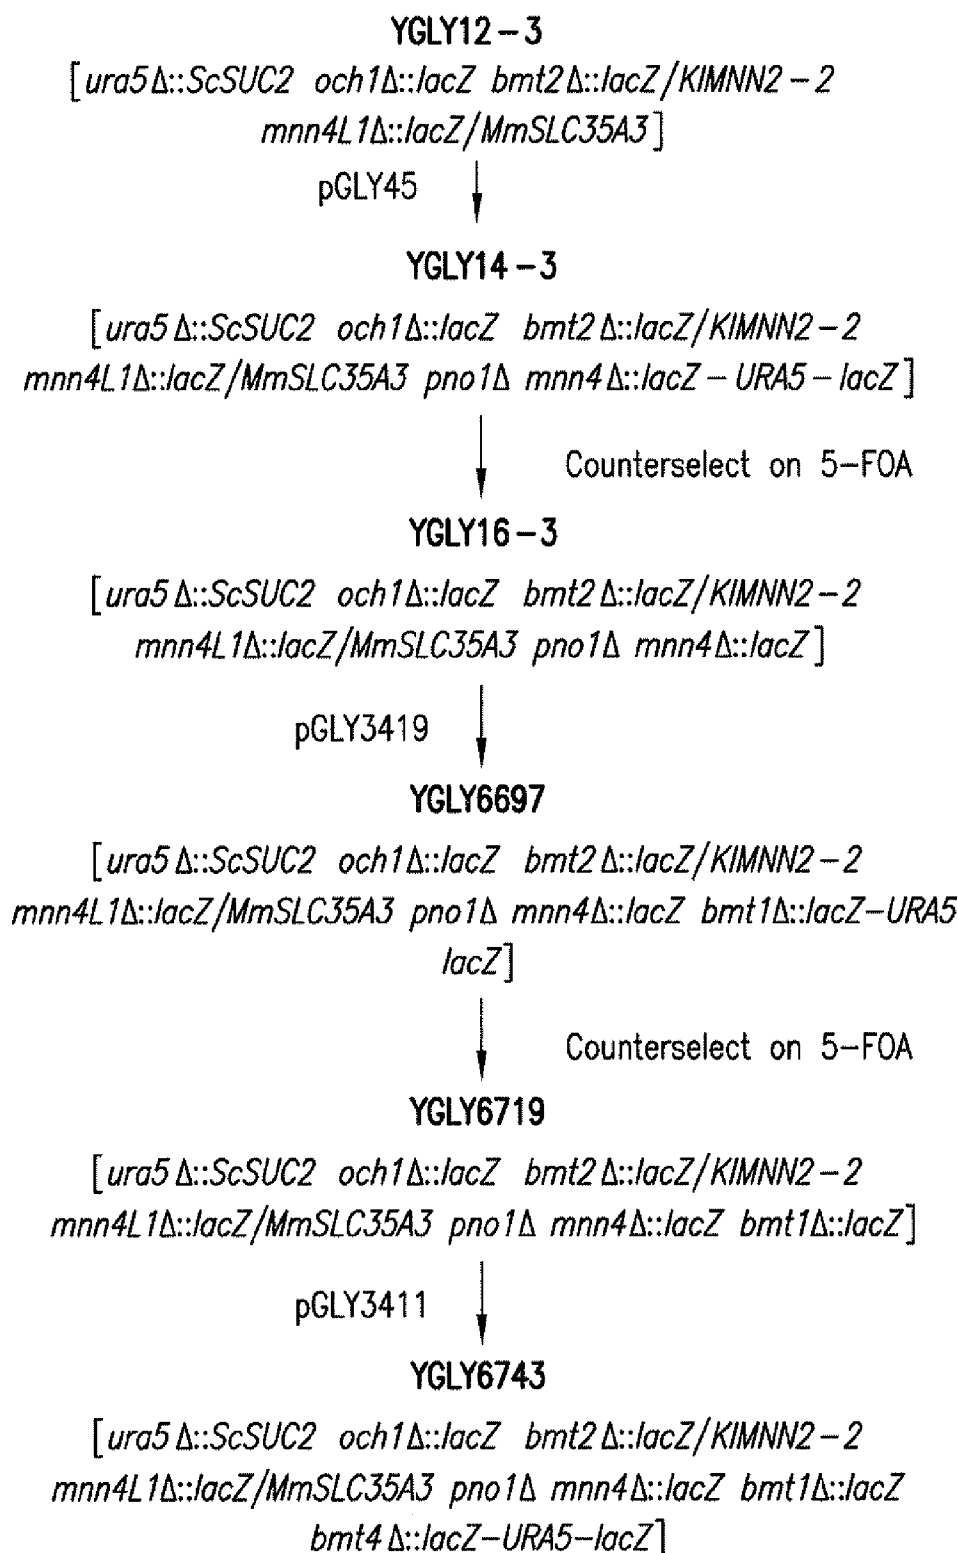 YGLY12-3
[ura5Δ::ScSUC2 och1Δ::lacZ bmt2Δ::lacZ/KlMNN2-2
mnn4L1Δ::lacZ/MmSLC35A3]
pGLY45
YGLY14-3
[ura5Δ::ScSUC2 och1Δ::lacZ bmt2Δ::lacZ/KlMNN2-2
mnn4L1Δ::lacZ/MmSLC35A3 pno1Δ mnn4Δ::lacZ-URA5-lacZ]
Counterselect on 5-FOA
YGLY16-3
[ura5Δ::ScSUC2 och1Δ::lacZ bmt2Δ::lacZ/KlMNN2-2
mnn4L1Δ::lacZ/MmSLC35A3 pno1Δ mnn4Δ::lacZ]
pGLY3419
YGLY6697
[ura5Δ::ScSUC2 och1Δ::lacZ bmt2Δ::lacZ/KlMNN2-2
mnn4L1Δ::lacZ/MmSLC35A3 pno1Δ mnn4Δ::lacZ bmt1Δ::lacZ-URA5
lacZ]
Counterselect on 5-FOA
YGLY6719
[ura5Δ::ScSUC2 och1Δ::lacZ bmt2Δ::lacZ/KlMNN2-2
mnn4L1Δ::lacZ/MmSLC35A3 pno1Δ mnn4Δ::lacZ bmt1Δ::lacZ]
pGLY3411
YGLY6743
[ura5Δ::ScSUC2 och1Δ::lacZ bmt2Δ::lacZ/KlMNN2-2
mnn4L1Δ::lacZ/MmSLC35A3 pno1Δ mnn4Δ::lacZ bmt1Δ::lacZ
bmt4Δ::lacZ-URA5-lacZ]